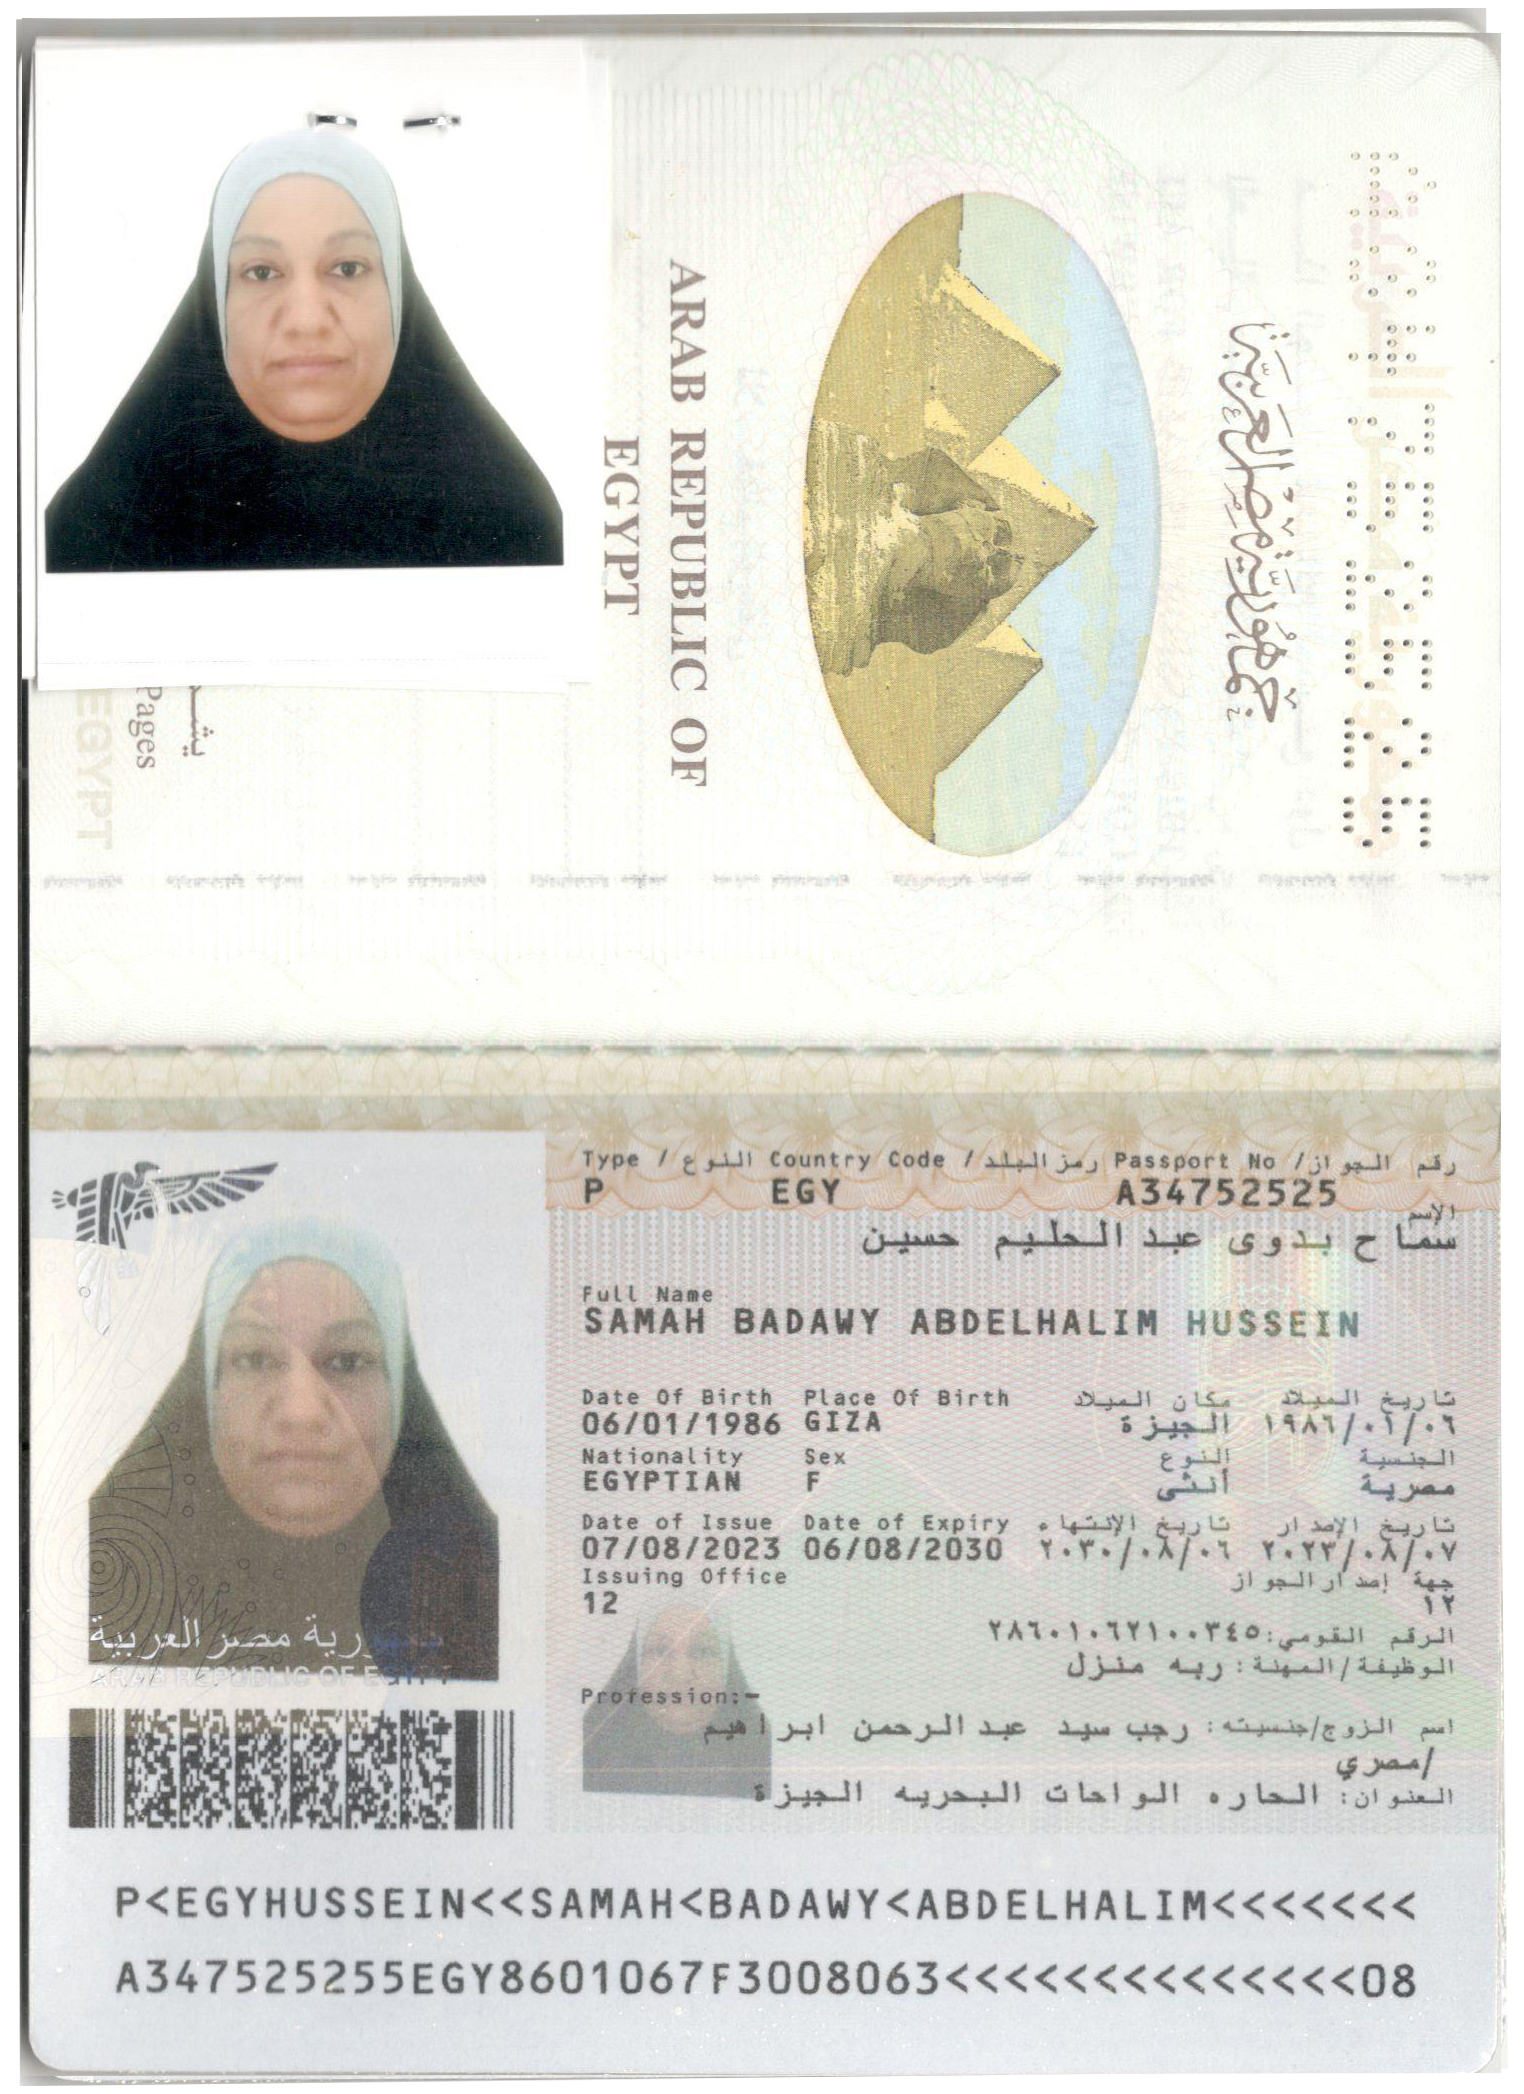 ARAB REPUBLIC OF
EGYPT
جمهورية مصر العربية
Pages
EGYPT
Type / النوع Country Code / رمز البلد Passport No / رقم الجواز
P EGY A34752525
الإسم
سماح بدوى عبد الحليم حسين
Full Name
SAMAH BADAWY ABDELHALIM HUSSEIN
Date Of Birth Place Of Birth مكان الميلاد تاريخ الميلاد
06/01/1986 GIZA الجيزة ١٩٨٦/٠١/٠٦
Nationality Sex النوع الجنسية
EGYPTIAN F أنثى مصرية
Date of Issue Date of Expiry تاريخ الإنتهاء تاريخ الإصدار
07/08/2023 06/08/2030 ٢٠٣٠/٠٨/٠٦ ٢٠٢٣/٠٨/٠٧
Issuing Office جهة إصدار الجواز
12 ١٢
الرقم القومي: ٢٨٦٠١٠٦٢١٠٠٣٤٥
الوظيفة/المهنة: ربه منزل
Profession:-
اسم الزوج/جنسيته: رجب سيد عبد الرحمن ابراهيم
/مصري
العنوان: الحاره الواحات البحريه الجيزة
جمهورية مصر العربية
ARAB REPUBLIC OF EGYPT
P<EGYHUSSEIN<<SAMAH<BADAWY<ABDELHALIM<<<<<<<
A347525255EGY8601067F3008063<<<<<<<<<<<<<<08